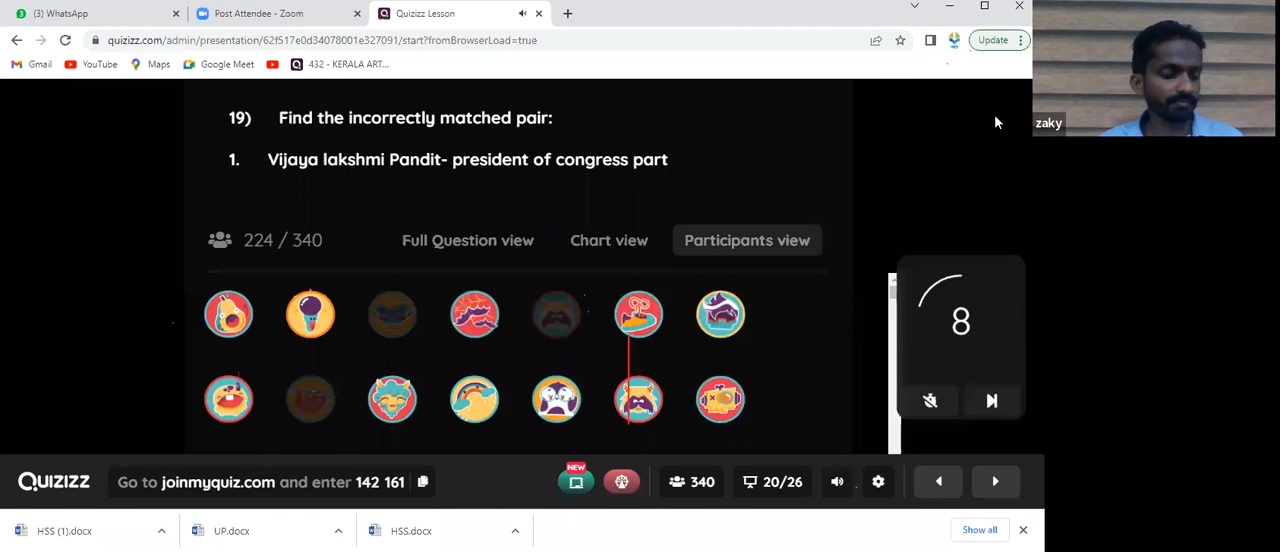 (3) WhatsApp
Post Attendee - Zoom
Quizizz Lesson
quizizz.com/admin/presentation/62f517e0d34078001e327091/start?fromBrowserLoad=true
Update
Gmail
YouTube
Maps
Google Meet
432 - KERALA ART...
zaky
19) Find the incorrectly matched pair:
1. Vijaya lakshmi Pandit- president of congress part
224 / 340
Full Question view
Chart view
Participants view
8
QUIZIZZ
Go to joinmyquiz.com and enter 142 161
NEW
340
20/26
HSS (1).docx
UP.docx
HSS.docx
Show all